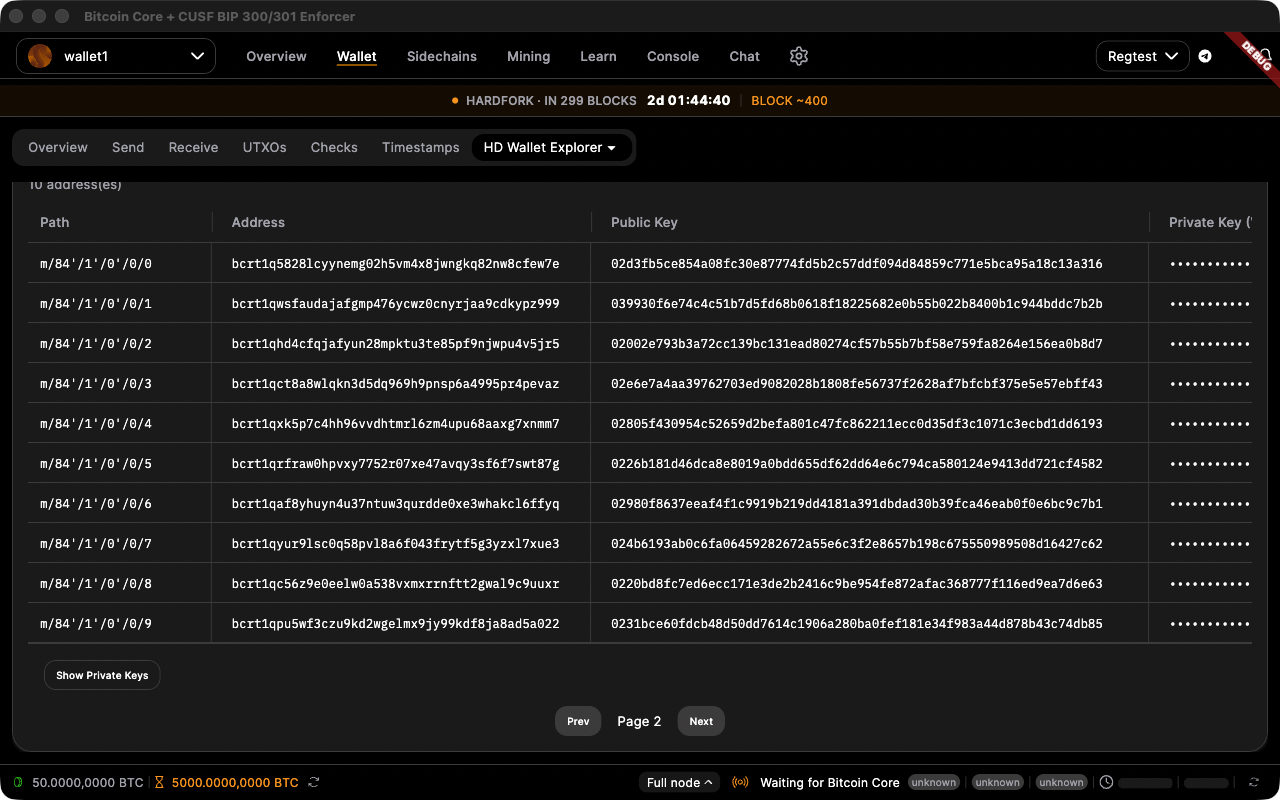 Bitcoin Core + CUSF BIP 300/301 Enforcer
wallet1 Overview Wallet Sidechains Mining Learn Console Chat Regtest DEBUG
HARDFORK · IN 299 BLOCKS 2d 01:44:40 BLOCK ~400
Overview Send Receive UTXOs Checks Timestamps HD Wallet Explorer
10 address(es)
Path Address Public Key Private Key (
m/84'/1'/0'/0/0 bcrt1q5828lcyynemg02h5vm4x8jwngkq82nw8cfew7e 02d3fb5ce854a08fc30e87774fd5b2c57ddf094d84859c771e5bca95a18c13a316 •••••••••••
m/84'/1'/0'/0/1 bcrt1qwsfaudajafgmp476ycwz0cnyrjaa9cdkypz999 039930f6e74c4c51b7d5fd68b0618f18225682e0b55b022b8400b1c944bddc7b2b •••••••••••
m/84'/1'/0'/0/2 bcrt1qhd4cfqjafyun28mpktu3te85pf9njwpu4v5jr5 02002e793b3a72cc139bc131ead80274cf57b55b7bf58e759fa8264e156ea0b8d7 •••••••••••
m/84'/1'/0'/0/3 bcrt1qct8a8wlqkn3d5dq969h9pnsp6a4995pr4pevaz 02e6e7a4aa39762703ed9082028b1808fe56737f2628af7bfcbf375e5e57ebff43 •••••••••••
m/84'/1'/0'/0/4 bcrt1qxk5p7c4hh96vvdhtmrl6zm4upu68aaxg7xnmm7 02805f430954c52659d2befa801c47fc862211ecc0d35df3c1071c3ecbd1dd6193 •••••••••••
m/84'/1'/0'/0/5 bcrt1qrfraw0hpvxy7752r07xe47avqy3sf6f7swt87g 0226b181d46dca8e8019a0bdd655df62dd64e6c794ca580124e9413dd721cf4582 •••••••••••
m/84'/1'/0'/0/6 bcrt1qaf8yhuyn4u37ntuw3qurdde0xe3whakcl6ffyq 02980f8637eeaf4f1c9919b219dd4181a391dbdad30b39fca46eab0f0e6bc9c7b1 •••••••••••
m/84'/1'/0'/0/7 bcrt1qyur9lsc0q58pvl8a6f043frytf5g3yzxl7xue3 024b6193ab0c6fa06459282672a55e6c3f2e8657b198c675550989508d16427c62 •••••••••••
m/84'/1'/0'/0/8 bcrt1qc56z9e0eelw0a538vxmxrrnftt2gwal9c9uuxr 0220bd8fc7ed6ecc171e3de2b2416c9be954fe872afac368777f116ed9ea7d6e63 •••••••••••
m/84'/1'/0'/0/9 bcrt1qpu5wf3czu9kd2wgelmx9jy99kdf8ja8ad5a022 0231bce60fdcb48d50dd7614c1906a280ba0fef181e34f983a44d878b43c74db85 •••••••••••
Show Private Keys
Prev Page 2 Next
50.0000,0000 BTC 5000.0000,0000 BTC Full node Waiting for Bitcoin Core unknown unknown unknown